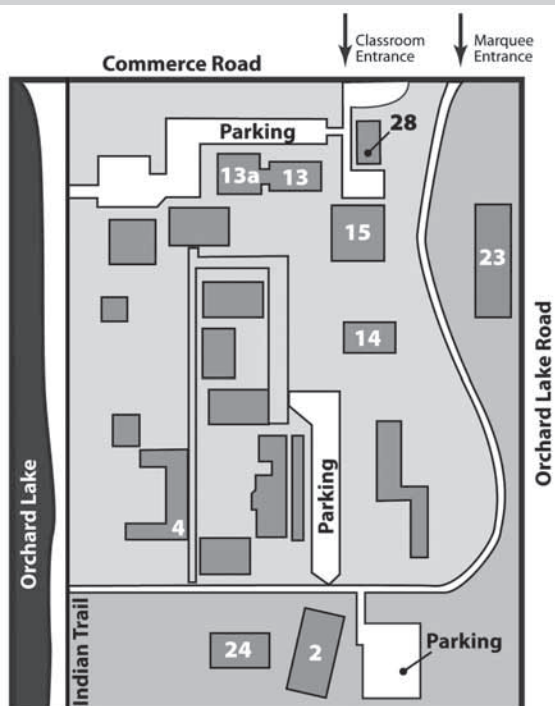 Classroom
Entrance
Marquee
Entrance
Commerce Road
Parking
28
13a
13
15
23
14
Orchard Lake Road
Parking
4
Orchard Lake
Indian Trail
24
2
Parking